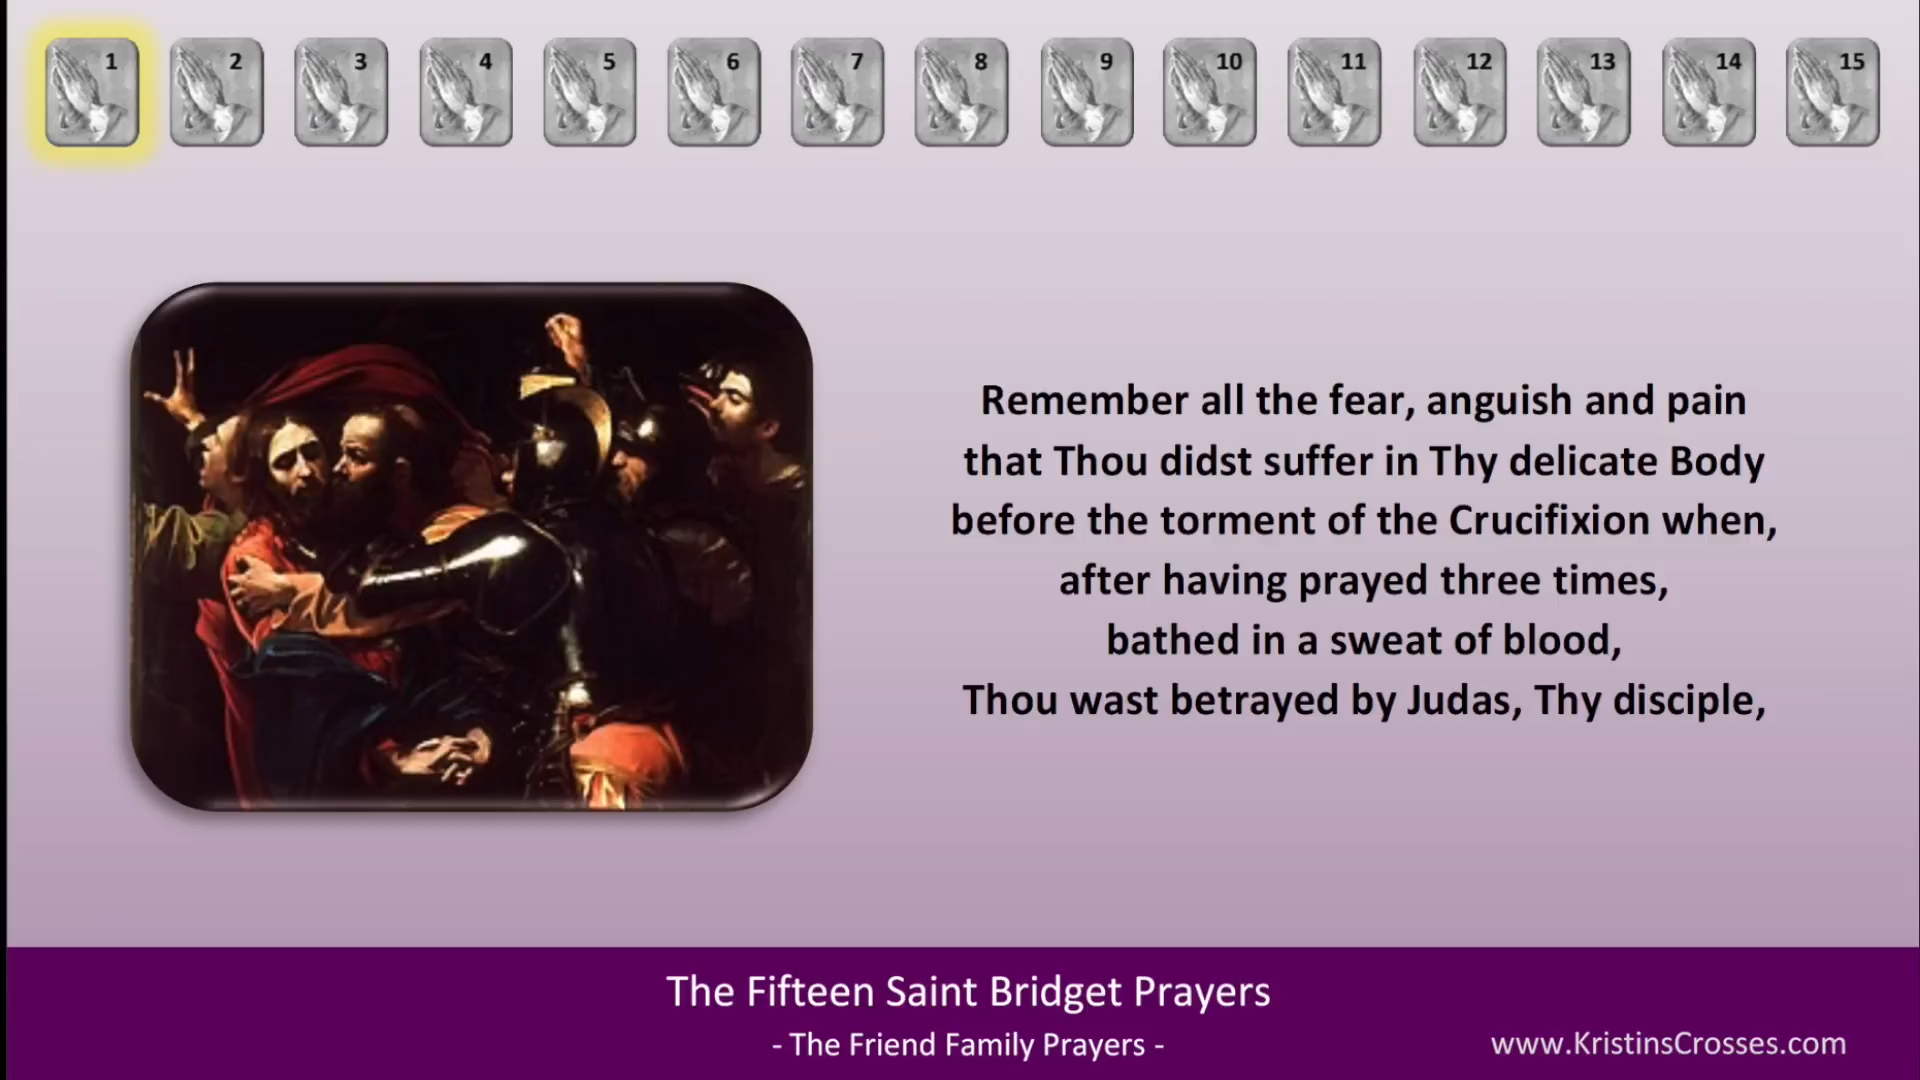 1 2 3 4 5 6 7 8 9 10 11 12 13 14 15
Remember all the fear, anguish and pain
that Thou didst suffer in Thy delicate Body
before the torment of the Crucifixion when,
after having prayed three times,
bathed in a sweat of blood,
Thou wast betrayed by Judas, Thy disciple,
The Fifteen Saint Bridget Prayers
- The Friend Family Prayers -
www.KristinsCrosses.com